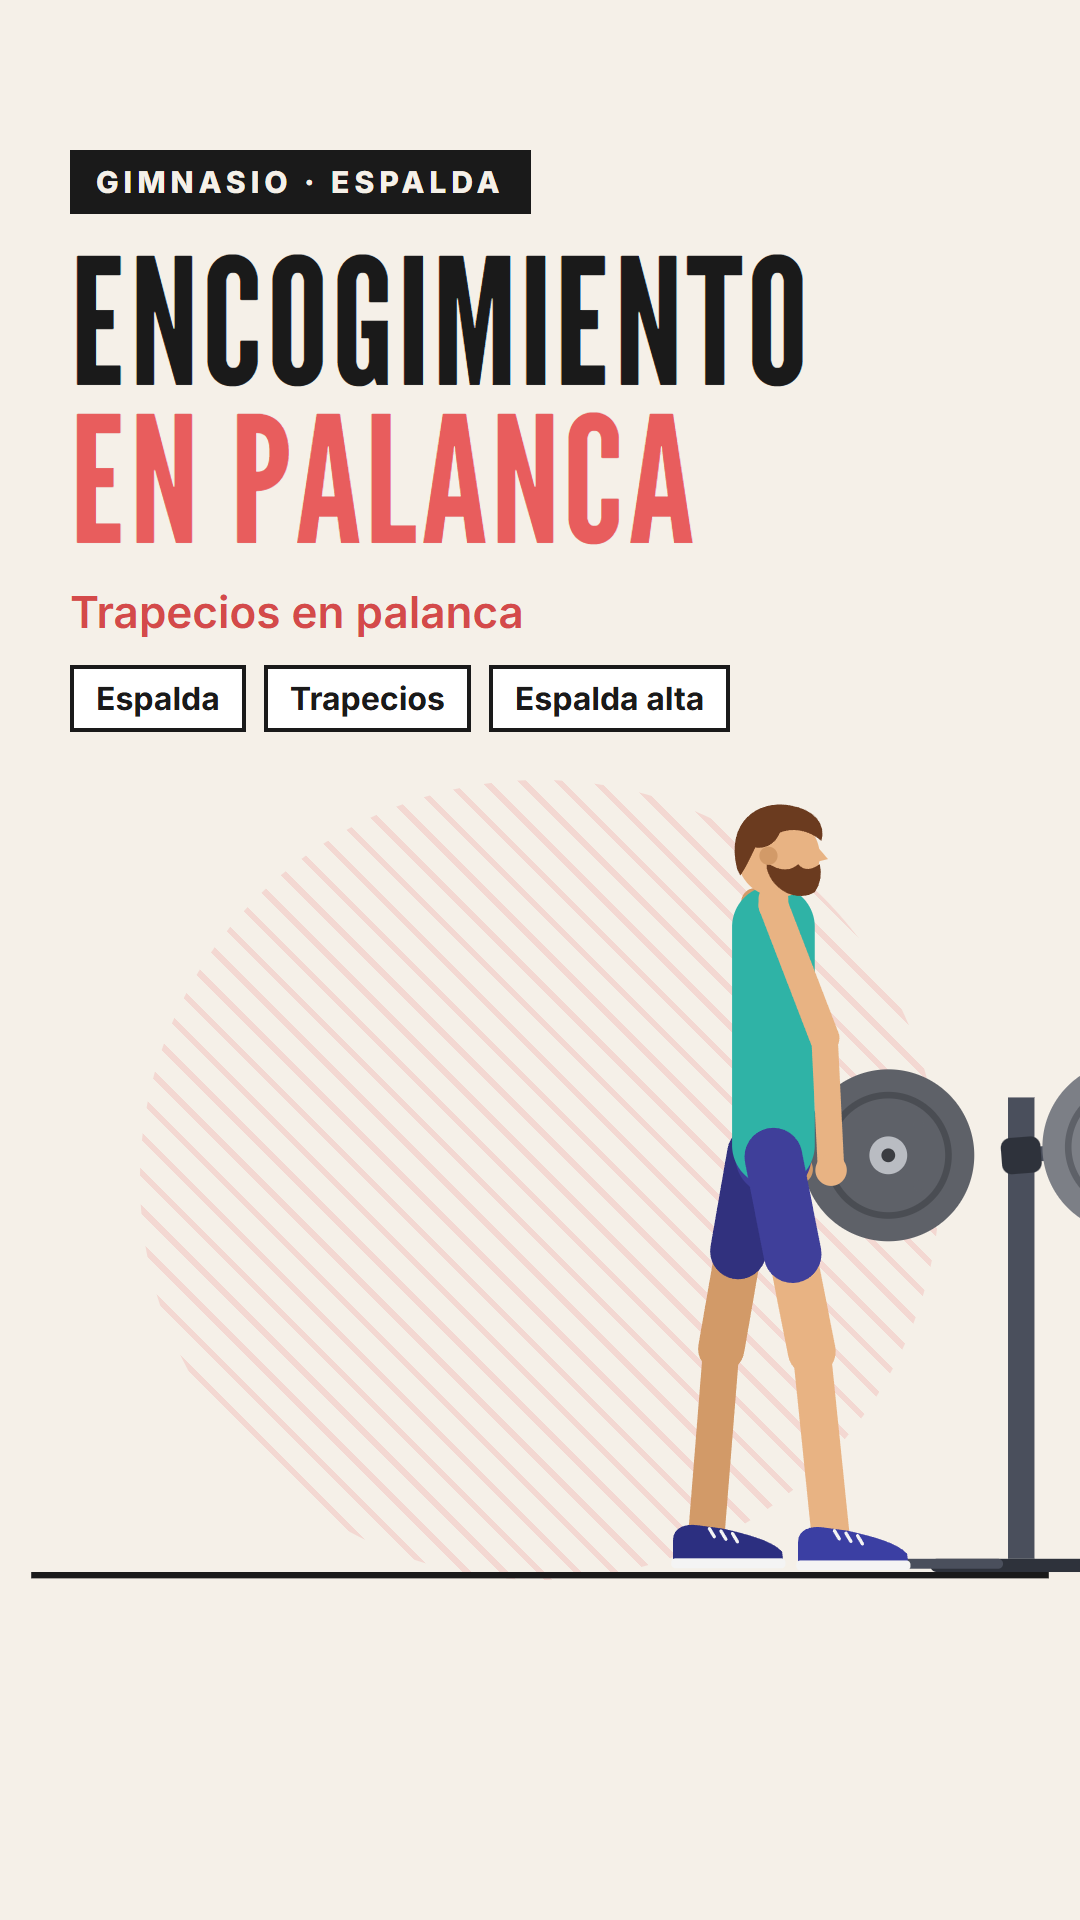 GIMNASIO · ESPALDA
ENCOGIMIENTO
EN PALANCA
Trapecios en palanca
Espalda
Trapecios
Espalda alta